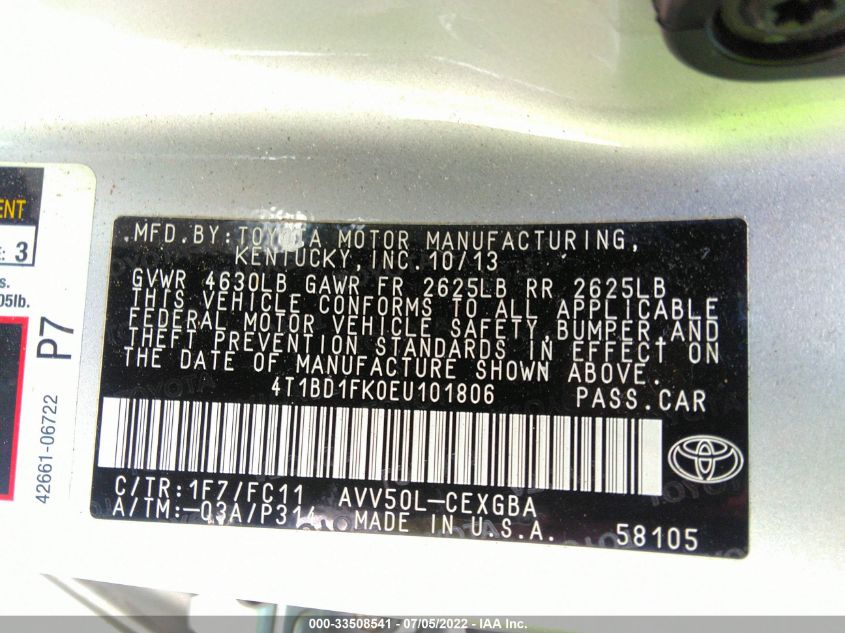 ENT
E: 3
s.
05lb.
P7
42661-06722
.MFD.BY:TOYOTA MOTOR MANUFACTURING,
KENTUCKY,INC.10/13
GVWR 4630LB GAWR FR 2625LB RR 2625LB
THIS VEHICLE CONFORMS TO ALL APPLICABLE
FEDERAL MOTOR VEHICLE SAFETY,BUMPER,AND
THEFT PREVENTION STANDARDS IN EFFECT ON
THE DATE OF MANUFACTURE SHOWN ABOVE.
4T1BD1FK0EU101806 PASS.CAR
C/TR:1F7/FC11 AVV50L-CEXGBA
A/TM:-03A/P314 MADE IN U.S.A. 58105
000-33508541 - 07/05/2022 - IAA Inc.